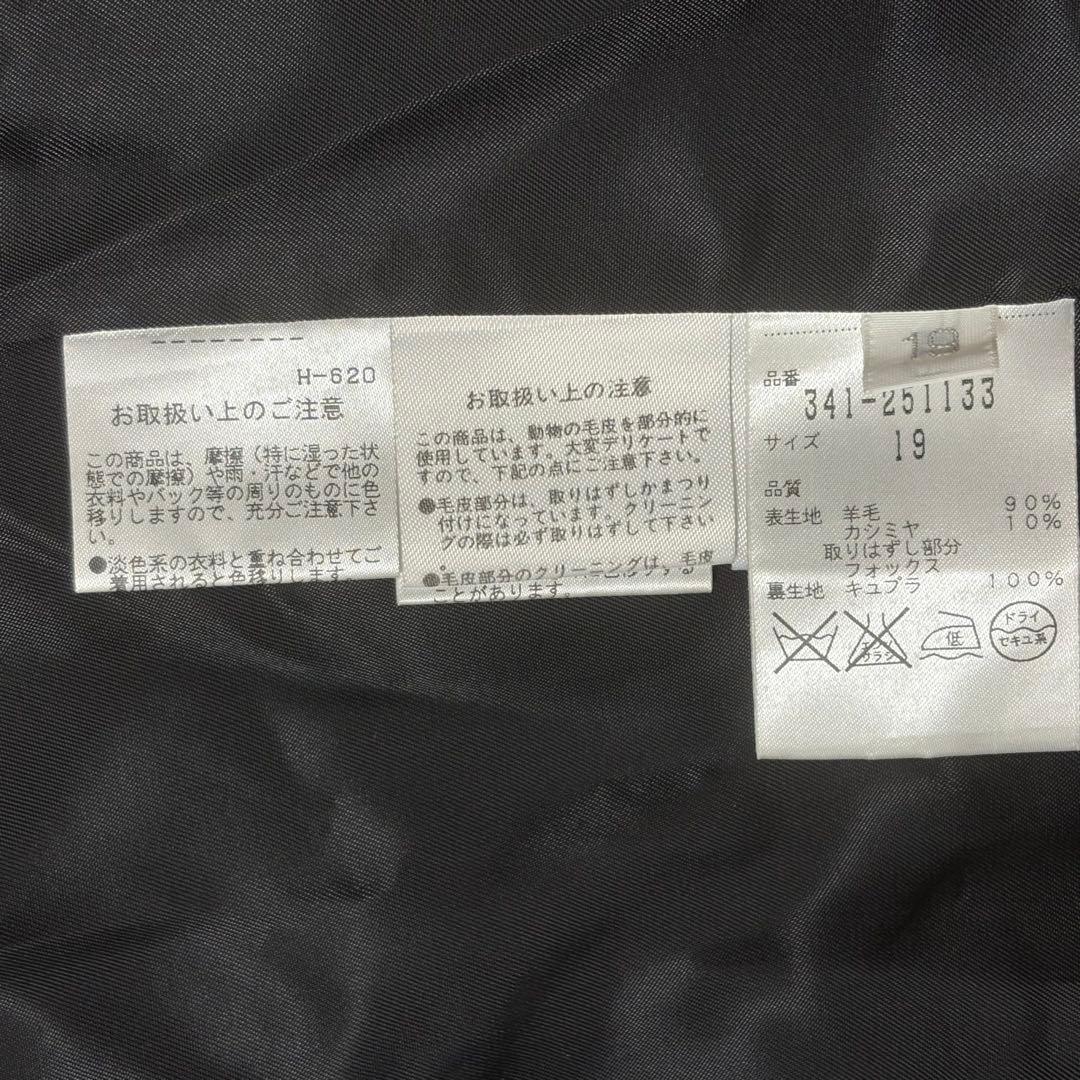 H-620
お取扱い上のご注意
この商品は、摩擦（特に湿った状
態での摩擦）や雨・汗などで他の
衣料やバック等の周りのものに色
移りしますので、充分ご注意下さ
い。
●淡色系の衣料と重ね合わせてご
着用されると色移りします
お取扱い上の注意
この商品は、動物の毛皮を部分的に
使用しています。大変デリケートで
すので、下記の点にご注意下さい。
●毛皮部分は、取りはずしかまつり
付けになっています。クリーニン
グの際は必ず取りはずして下さい
。
●毛皮部分のクリーニングは、毛皮
ことがあります。
19
品番
341-251133
サイズ
19
品質
表生地 羊毛 90%
カシミヤ 10%
取りはずし部分
フォックス
裏生地 キュプラ 100%
エンソ
サラシ
低
ドライ
セキユ系